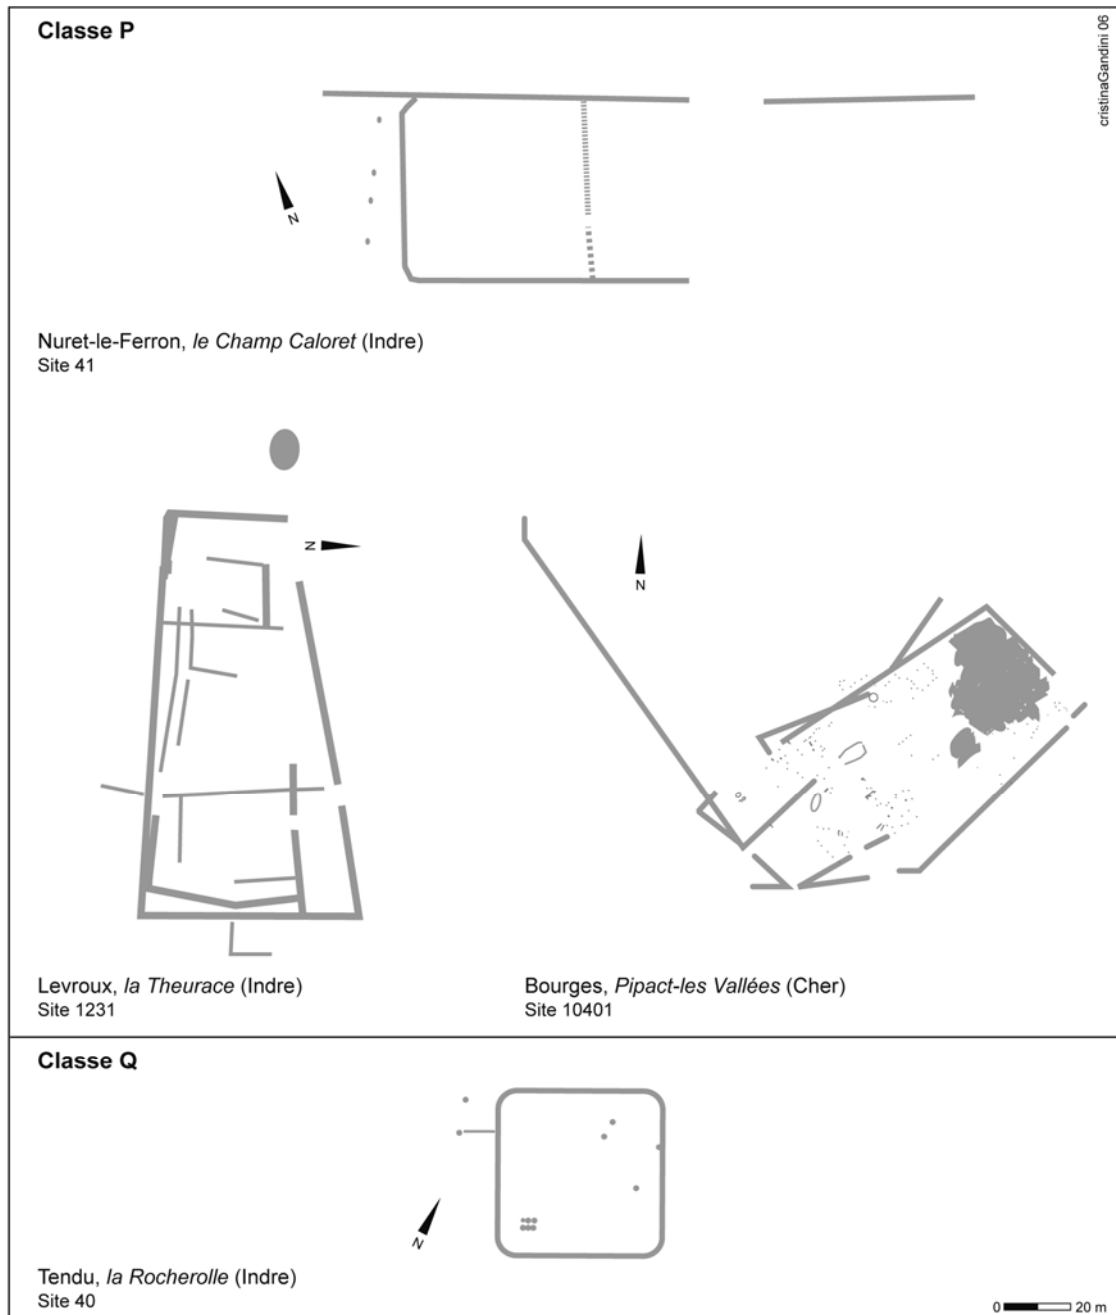 Classe P
cristinaGandini 06
N
Nuret-le-Ferron, le Champ Caloret (Indre)
Site 41
N
N
Levroux, la Theurace (Indre)
Site 1231
Bourges, Pipact-les Vallées (Cher)
Site 10401
Classe Q
N
Tendu, la Rocherolle (Indre)
Site 40
0 20 m